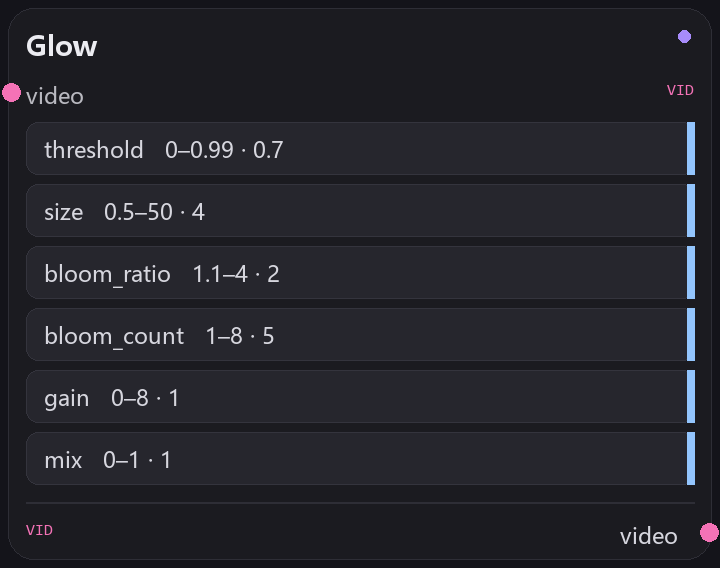 Glow
video VID
threshold 0–0.99 · 0.7
size 0.5–50 · 4
bloom_ratio 1.1–4 · 2
bloom_count 1–8 · 5
gain 0–8 · 1
mix 0–1 · 1
VID video